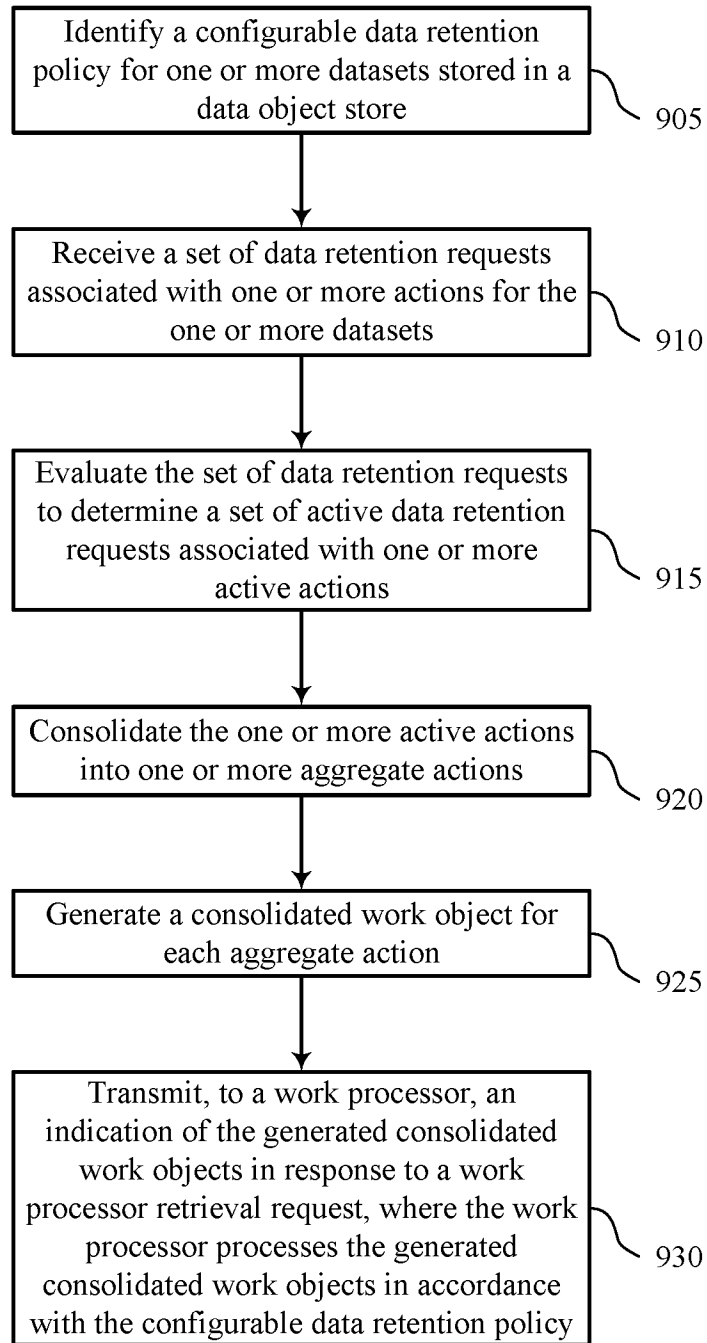 Identify a configurable data retention
policy for one or more datasets stored in a
data object store
905
Receive a set of data retention requests
associated with one or more actions for the
one or more datasets
910
Evaluate the set of data retention requests
to determine a set of active data retention
requests associated with one or more
active actions
915
Consolidate the one or more active actions
into one or more aggregate actions
920
Generate a consolidated work object for
each aggregate action
925
Transmit, to a work processor, an
indication of the generated consolidated
work objects in response to a work
processor retrieval request, where the work
processor processes the generated
consolidated work objects in accordance
with the configurable data retention policy
930